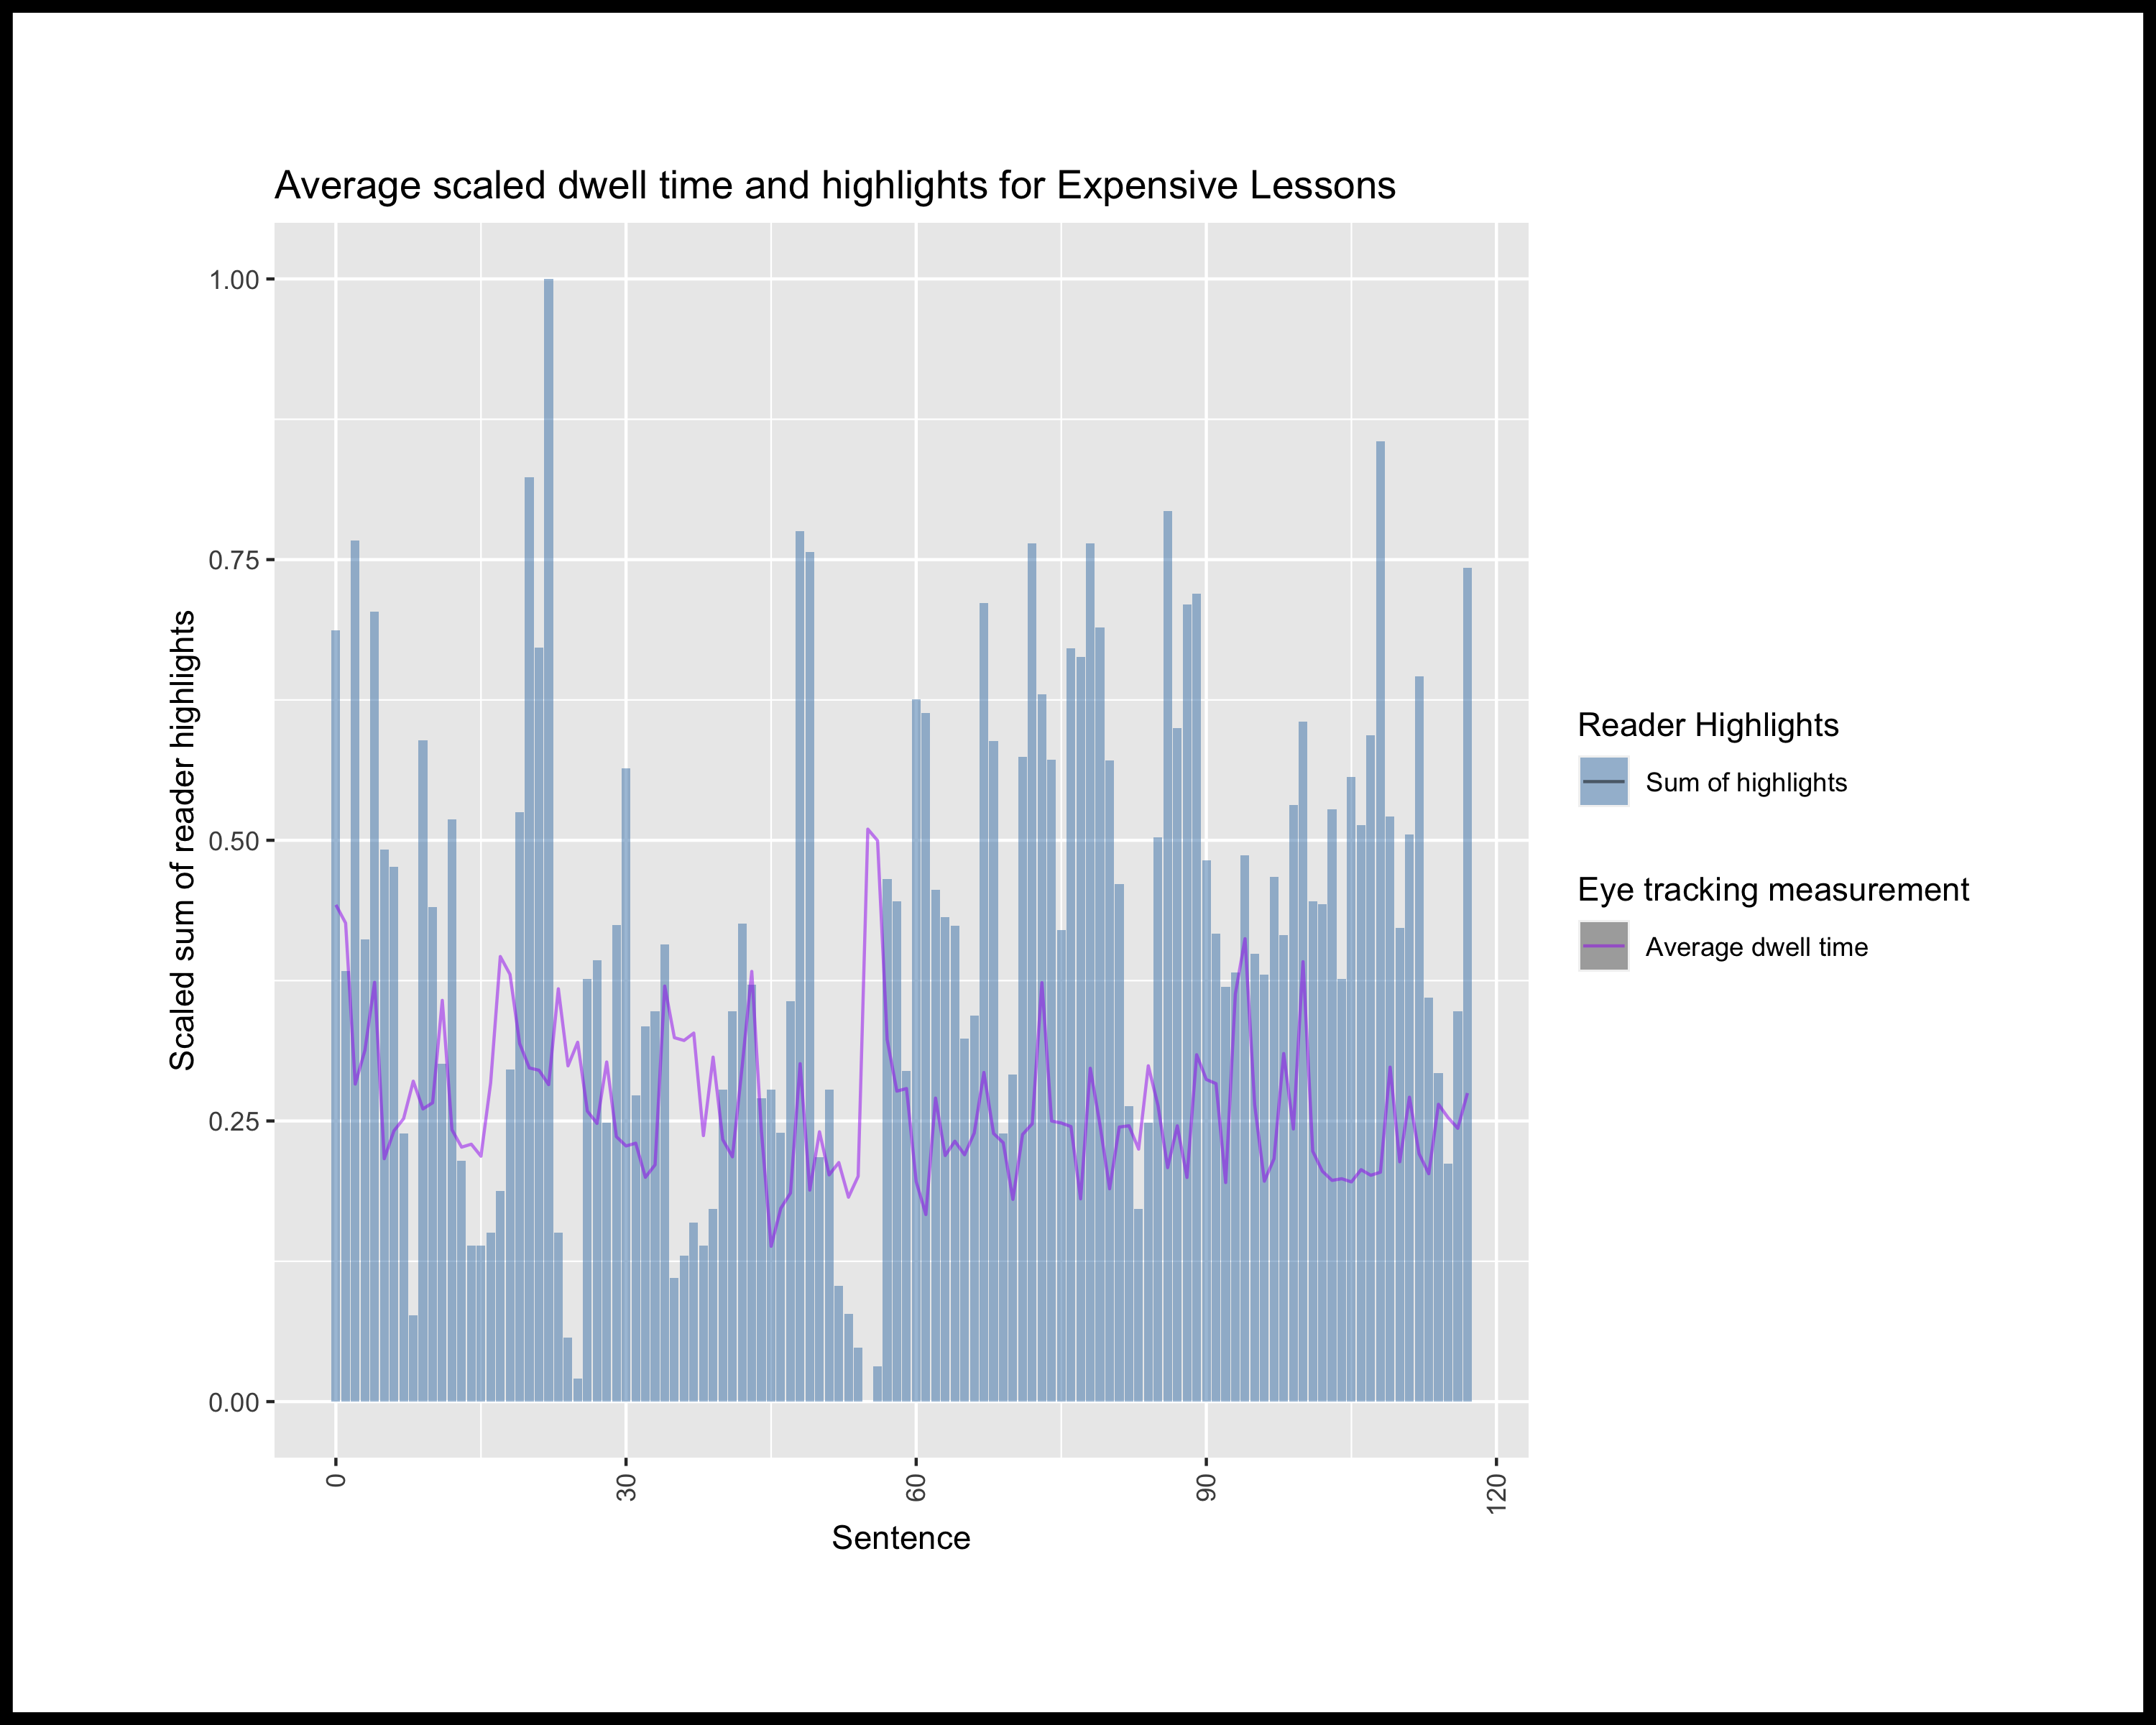 Average scaled dwell time and highlights for Expensive Lessons
Scaled sum of reader highlights
1.00
0.75
0.50
0.25
0.00
0
30
60
90
120
Sentence
Reader Highlights
Sum of highlights
Eye tracking measurement
Average dwell time